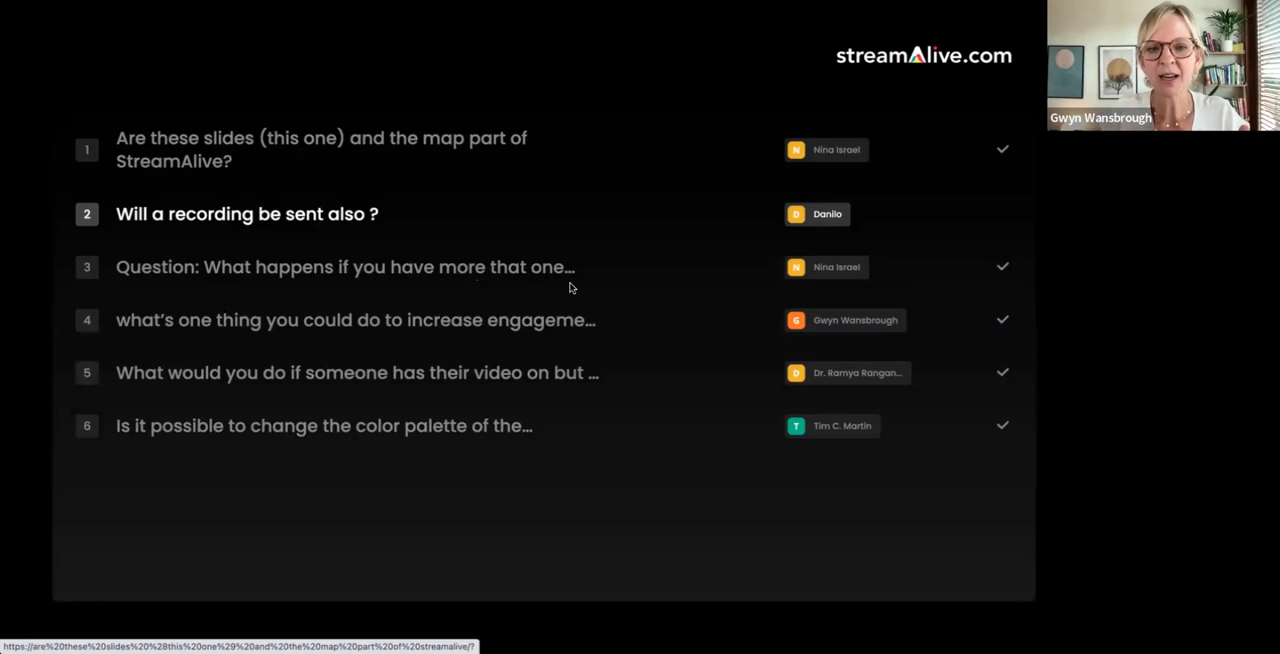 streamAlive.com
Gwyn Wansbrough
1
Are these slides (this one) and the map part of
StreamAlive?
N
Nina Israel
2
Will a recording be sent also ?
D
Danilo
3
Question: What happens if you have more that one...
N
Nina Israel
4
what's one thing you could do to increase engageme...
G
Gwyn Wansbrough
5
What would you do if someone has their video on but ...
D
Dr. Ramya Rangan...
6
Is it possible to change the color palette of the...
T
Tim C. Martin
https://are%20these%20slides%20%28this%20one%29%20and%20the%20map%20part%20of%20streamalive/?